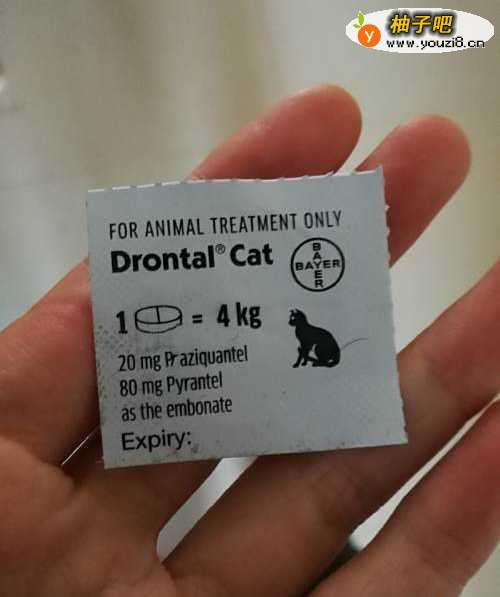 柚子吧
www.youzi8.cn
FOR ANIMAL TREATMENT ONLY
Drontal® Cat
BAYER
BAYER
1 = 4 kg
20 mg Praziquantel
80 mg Pyrantel
as the embonate
Expiry: